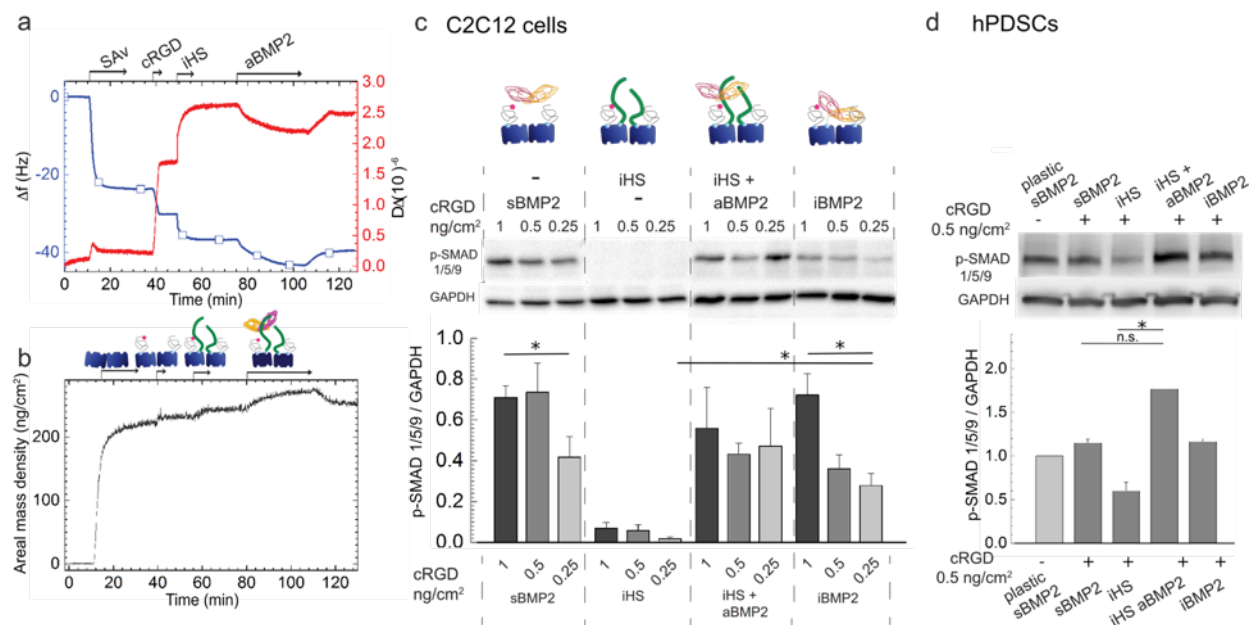 a
SAv
cRGD
iHS
aBMP2
Δf (Hz)
0
-20
-40
3.0
2.5
2.0
1.5
1.0
0.5
0.0
0 20 40 60 80 100 120
Time (min)
b
Areal mass density (ng/cm²)
200
100
0
0 20 40 60 80 100 120
Time (min)
c C2C12 cells
- iHS iHS +
sBMP2 - aBMP2 iBMP2
cRGD
ng/cm²
1 0.5 0.25 1 0.5 0.25 1 0.5 0.25 1 0.5 0.25
p-SMAD
1/5/9
GAPDH
p-SMAD 1/5/9 / GAPDH
1.0
0.8
0.6
0.4
0.2
0.0
* * *
cRGD
ng/cm²
1 0.5 0.25 1 0.5 0.25 1 0.5 0.25 1 0.5 0.25
sBMP2 iHS iHS + iBMP2
aBMP2
d hPDSCs
plastic
sBMP2
sBMP2
iHS
iHS +
aBMP2
iBMP2
cRGD
0.5 ng/cm²
- + + + +
p-SMAD
1/5/9
GAPDH
*
n.s.
p-SMAD 1/5/9 / GAPDH
2.0
1.5
1.0
0.5
0.0
cRGD
0.5 ng/cm²
- + + + +
plastic
sBMP2
sBMP2
iHS
iHS aBMP2
iBMP2